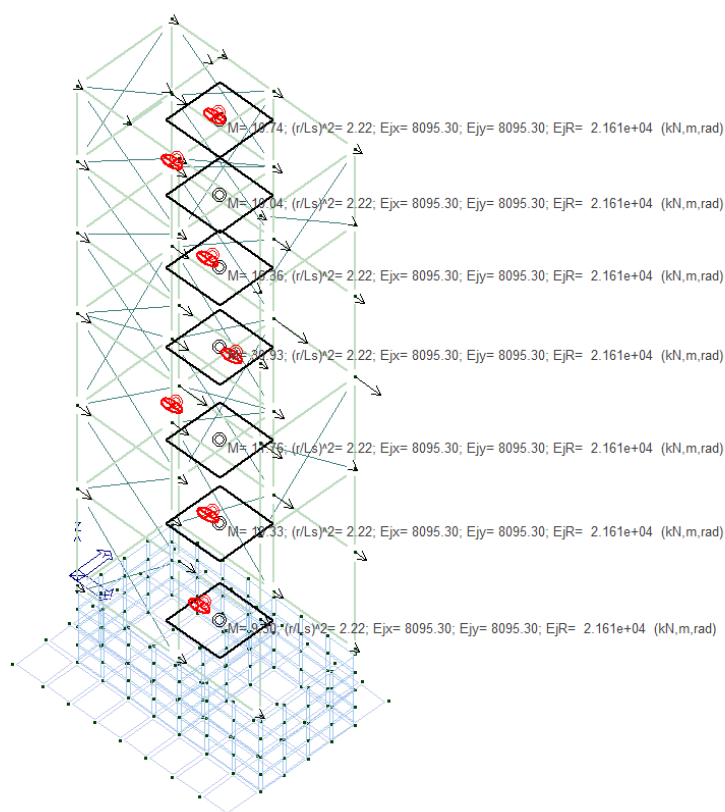 M= 10.74; (r/Ls)^2= 2.22; Ejx= 8095.30; Ejy= 8095.30; EjR= 2.161e+04 (kN,m,rad)
(r/Ls)^2= 2.22; Ejx= 8095.30; Ejy= 8095.30; EjR= 2.161e+04 (kN,m,rad)
(r/Ls)^2= 2.22; Ejx= 8095.30; Ejy= 8095.30; EjR= 2.161e+04 (kN,m,rad)
(r/Ls)^2= 2.22; Ejx= 8095.30; Ejy= 8095.30; EjR= 2.161e+04 (kN,m,rad)
(r/Ls)^2= 2.22; Ejx= 8095.30; Ejy= 8095.30; EjR= 2.161e+04 (kN,m,rad)
(r/Ls)^2= 2.22; Ejx= 8095.30; Ejy= 8095.30; EjR= 2.161e+04 (kN,m,rad)
(r/Ls)^2= 2.22; Ejx= 8095.30; Ejy= 8095.30; EjR= 2.161e+04 (kN,m,rad)